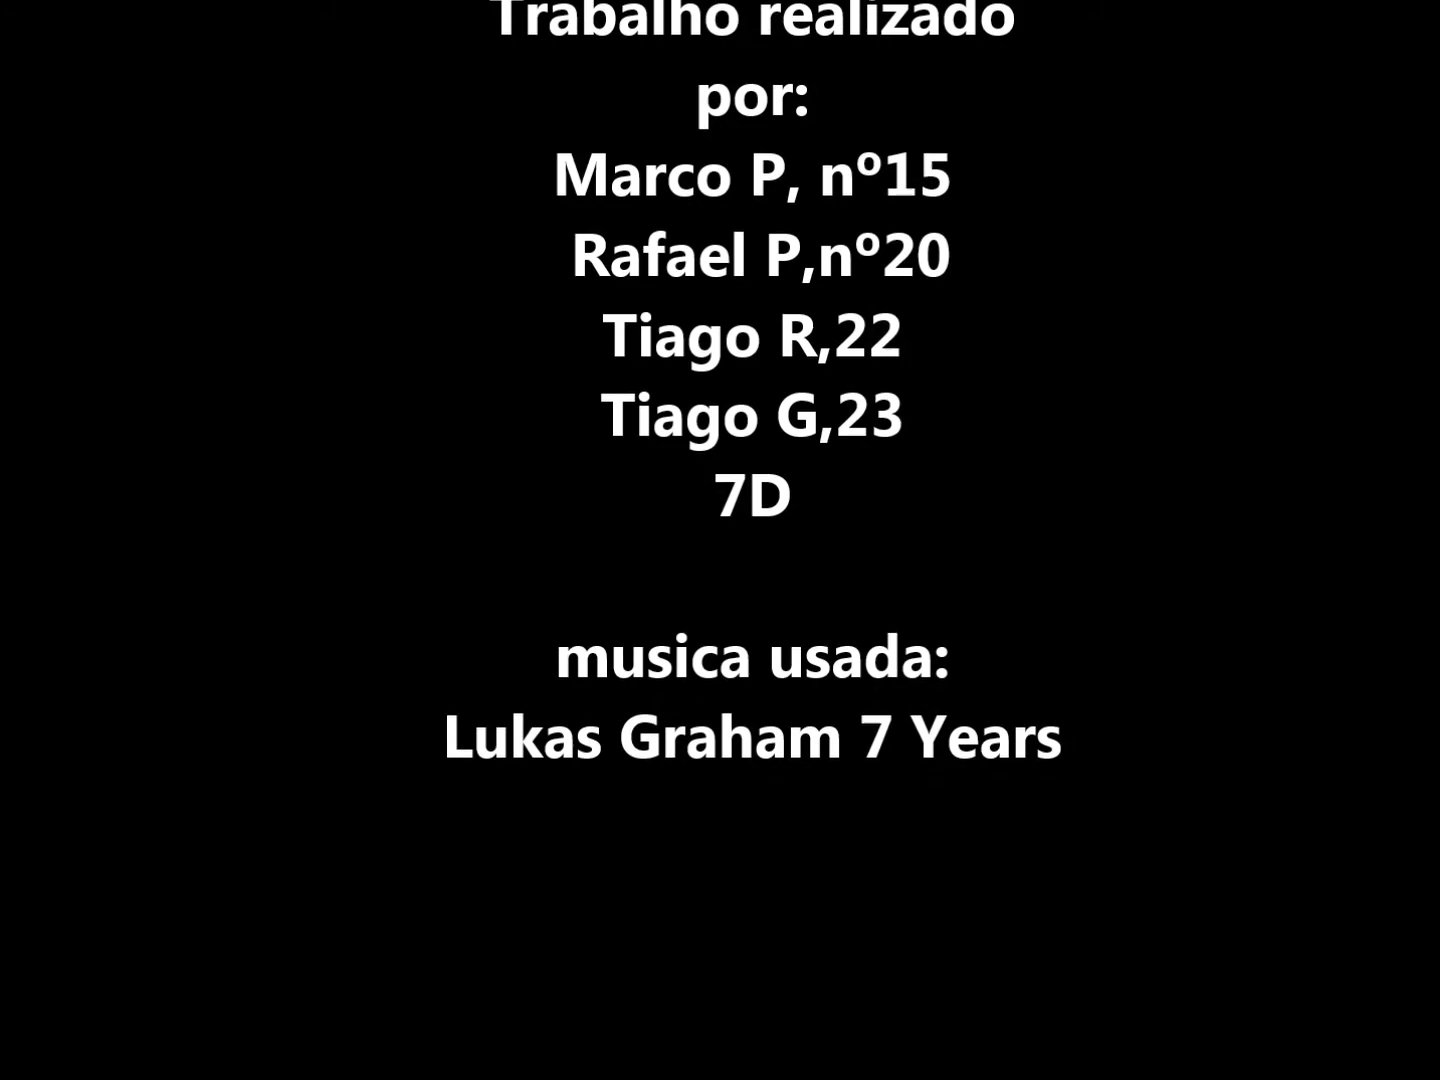 Trabalho realizado
por:
Marco P, nº15
Rafael P,nº20
Tiago R,22
Tiago G,23
7D
musica usada:
Lukas Graham 7 Years